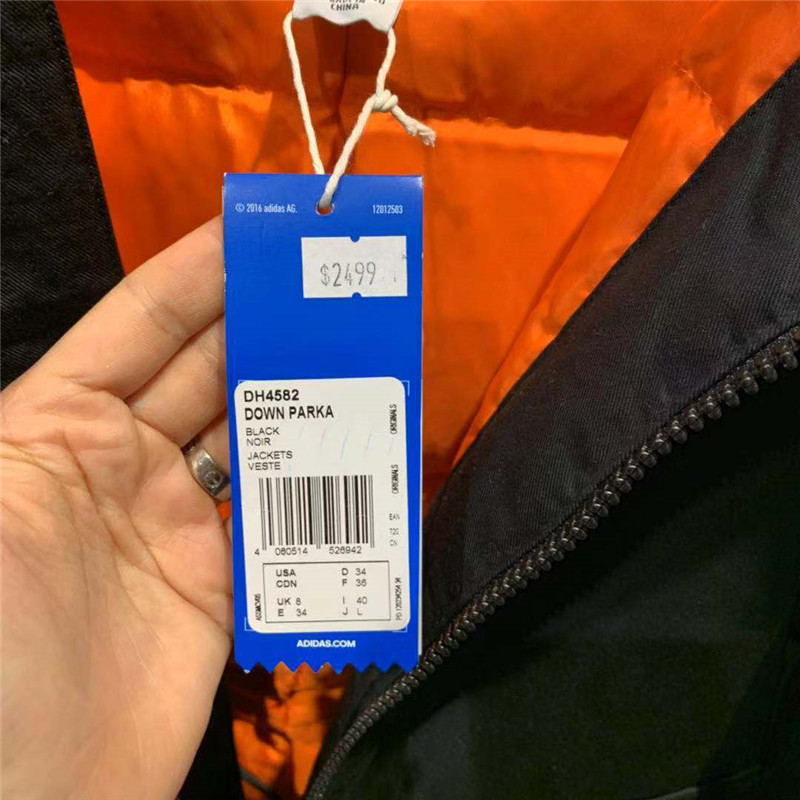 CHINA
© 2016 adidas AG. 12012503
$2499
DH4582
DOWN PARKA
BLACK
NOIR
JACKETS
VESTE
ORIGINALS
ORIGINALS
EAN
4 060514 526942
USA D 34
CDN F 36
UK 8 I 40
E 34 J L
ADIDAS.COM